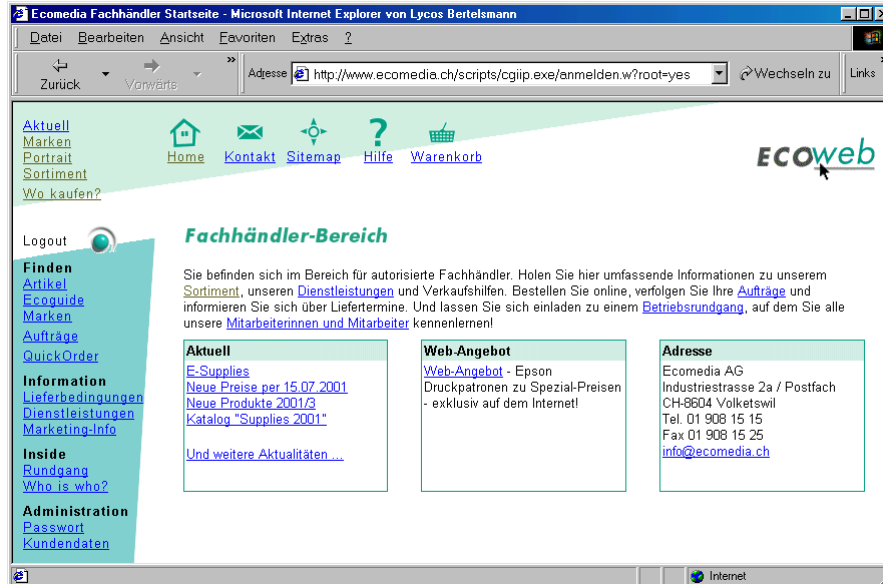 Ecomedia Fachhändler Startseite - Microsoft Internet Explorer von Lycos Bertelsmann
Datei Bearbeiten Ansicht Favoriten Extras ?
Zurück Vorwärts » Adresse http://www.ecomedia.ch/scripts/cgiip.exe/anmelden.w?root=yes Wechseln zu Links
Aktuell
Marken
Portrait
Sortiment
Wo kaufen?
Home Kontakt Sitemap Hilfe Warenkorb
ECOweb
Logout
Finden
Artikel
Ecoguide
Marken
Aufträge
QuickOrder
Information
Lieferbedingungen
Dienstleistungen
Marketing-Info
Inside
Rundgang
Who is who?
Administration
Passwort
Kundendaten
Fachhändler-Bereich
Sie befinden sich im Bereich für autorisierte Fachhändler. Holen Sie hier umfassende Informationen zu unserem
Sortiment, unseren Dienstleistungen und Verkaufshilfen. Bestellen Sie online, verfolgen Sie Ihre Aufträge und
informieren Sie sich über Liefertermine. Und lassen Sie sich einladen zu einem Betriebsrundgang, auf dem Sie alle
unsere Mitarbeiterinnen und Mitarbeiter kennenlernen!
Aktuell
E-Supplies
Neue Preise per 15.07.2001
Neue Produkte 2001/3
Katalog "Supplies 2001"
Und weitere Aktualitäten ...
Web-Angebot
Web-Angebot - Epson
Druckpatronen zu Spezial-Preisen
- exklusiv auf dem Internet!
Adresse
Ecomedia AG
Industriestrasse 2a / Postfach
CH-8604 Volketswil
Tel. 01 908 15 15
Fax 01 908 15 25
info@ecomedia.ch
Internet